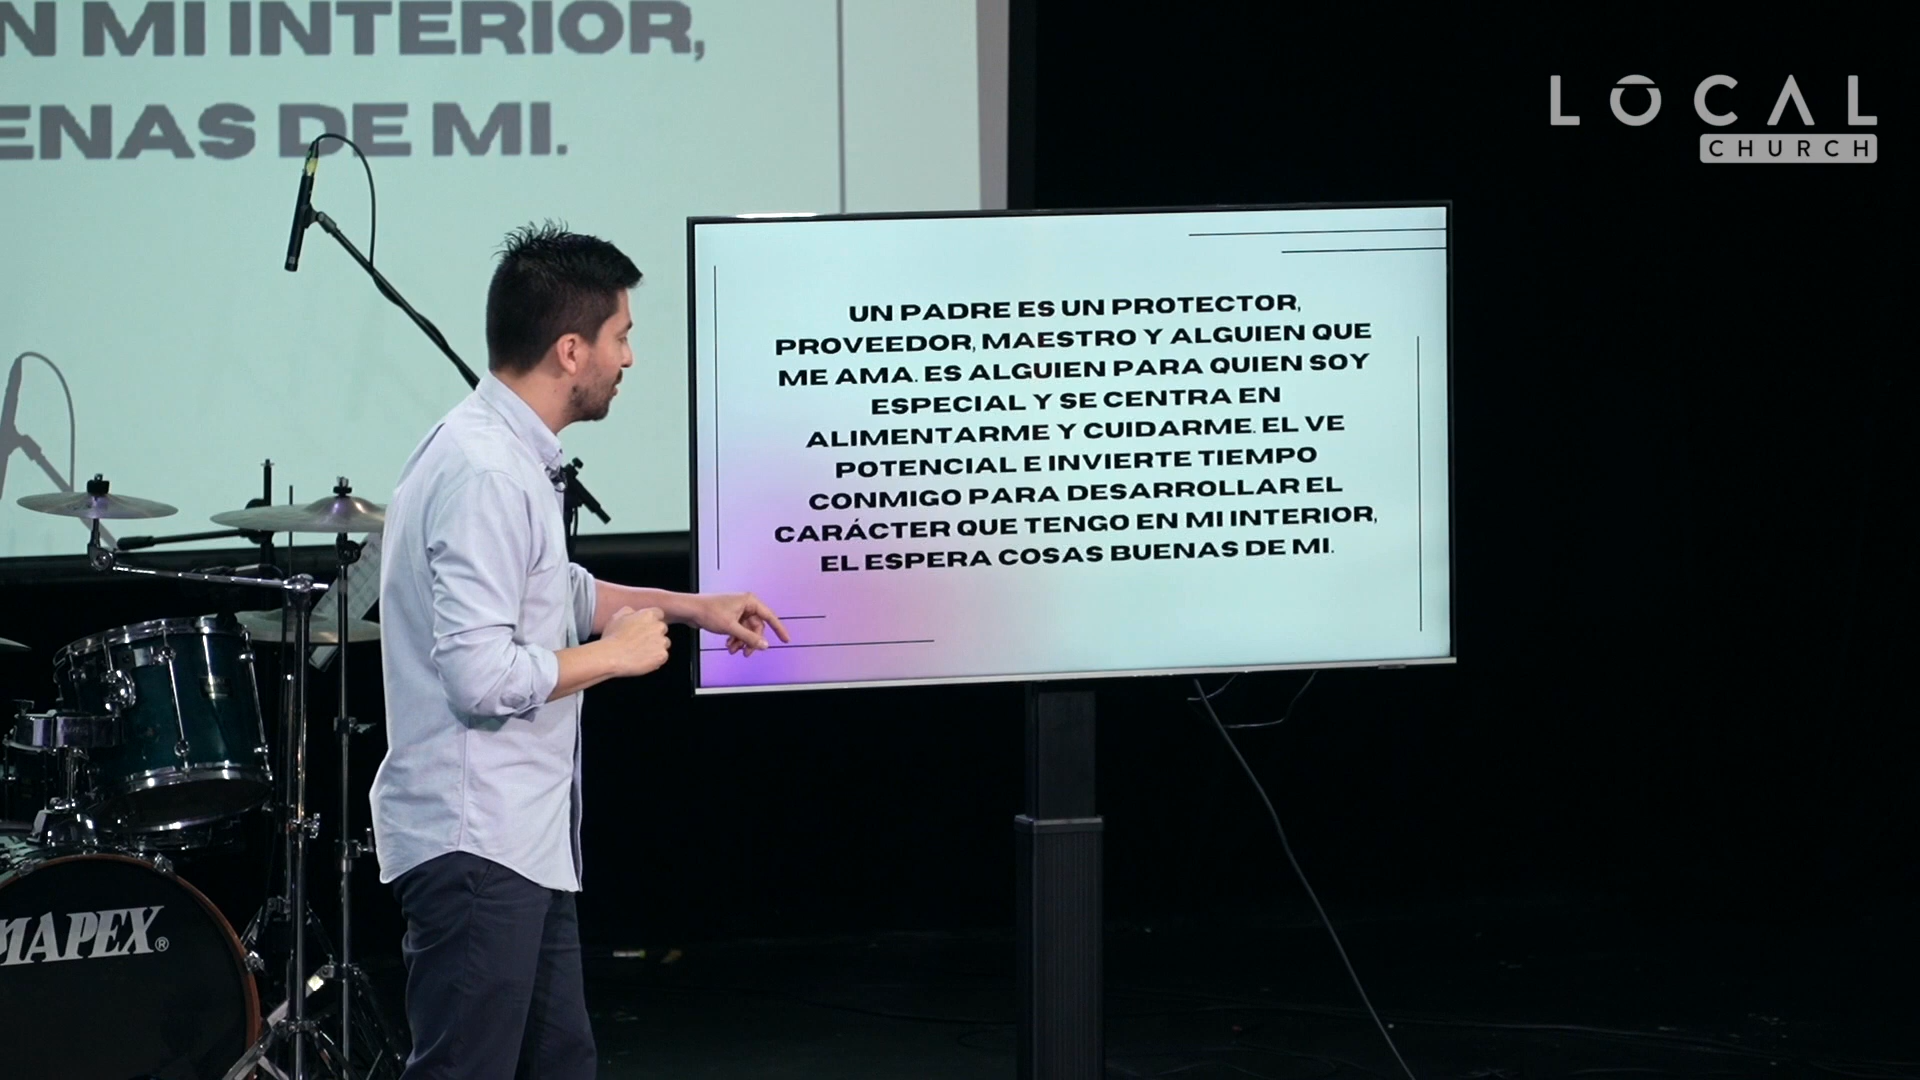 N MI INTERIOR,
ENAS DE MI.
LOCAL
CHURCH
UN PADRE ES UN PROTECTOR,
PROVEEDOR, MAESTRO Y ALGUIEN QUE
ME AMA. ES ALGUIEN PARA QUIEN SOY
ESPECIAL Y SE CENTRA EN
ALIMENTARME Y CUIDARME. EL VE
POTENCIAL E INVIERTE TIEMPO
CONMIGO PARA DESARROLLAR EL
CARÁCTER QUE TENGO EN MI INTERIOR,
EL ESPERA COSAS BUENAS DE MI.
MAPEX®